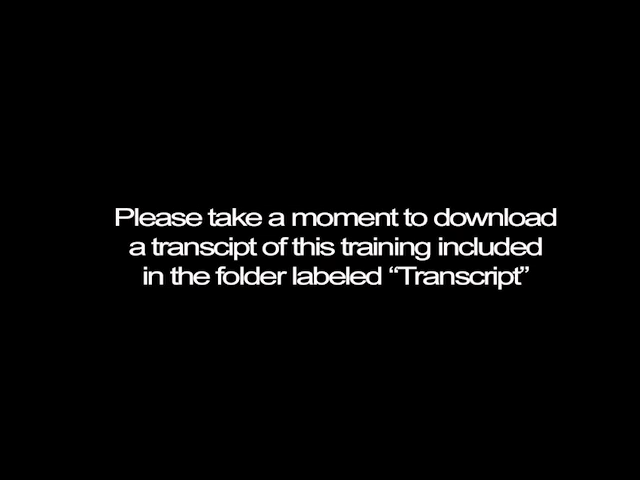 Please take a moment to download
a transcipt of this training included
in the folder labeled “Transcript”